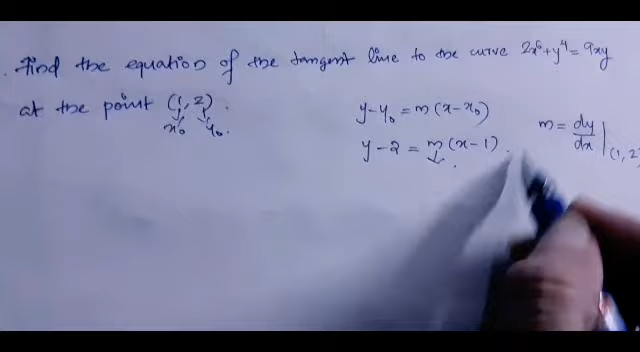 . Find the equation of the tangent line to the curve 2x⁶+y⁴=9xy
at the point (1,2).
x₀ y₀.
y-y₀ = m(x-x₀)
y-2 = m(x-1).
m = dy/dx |(1,2)